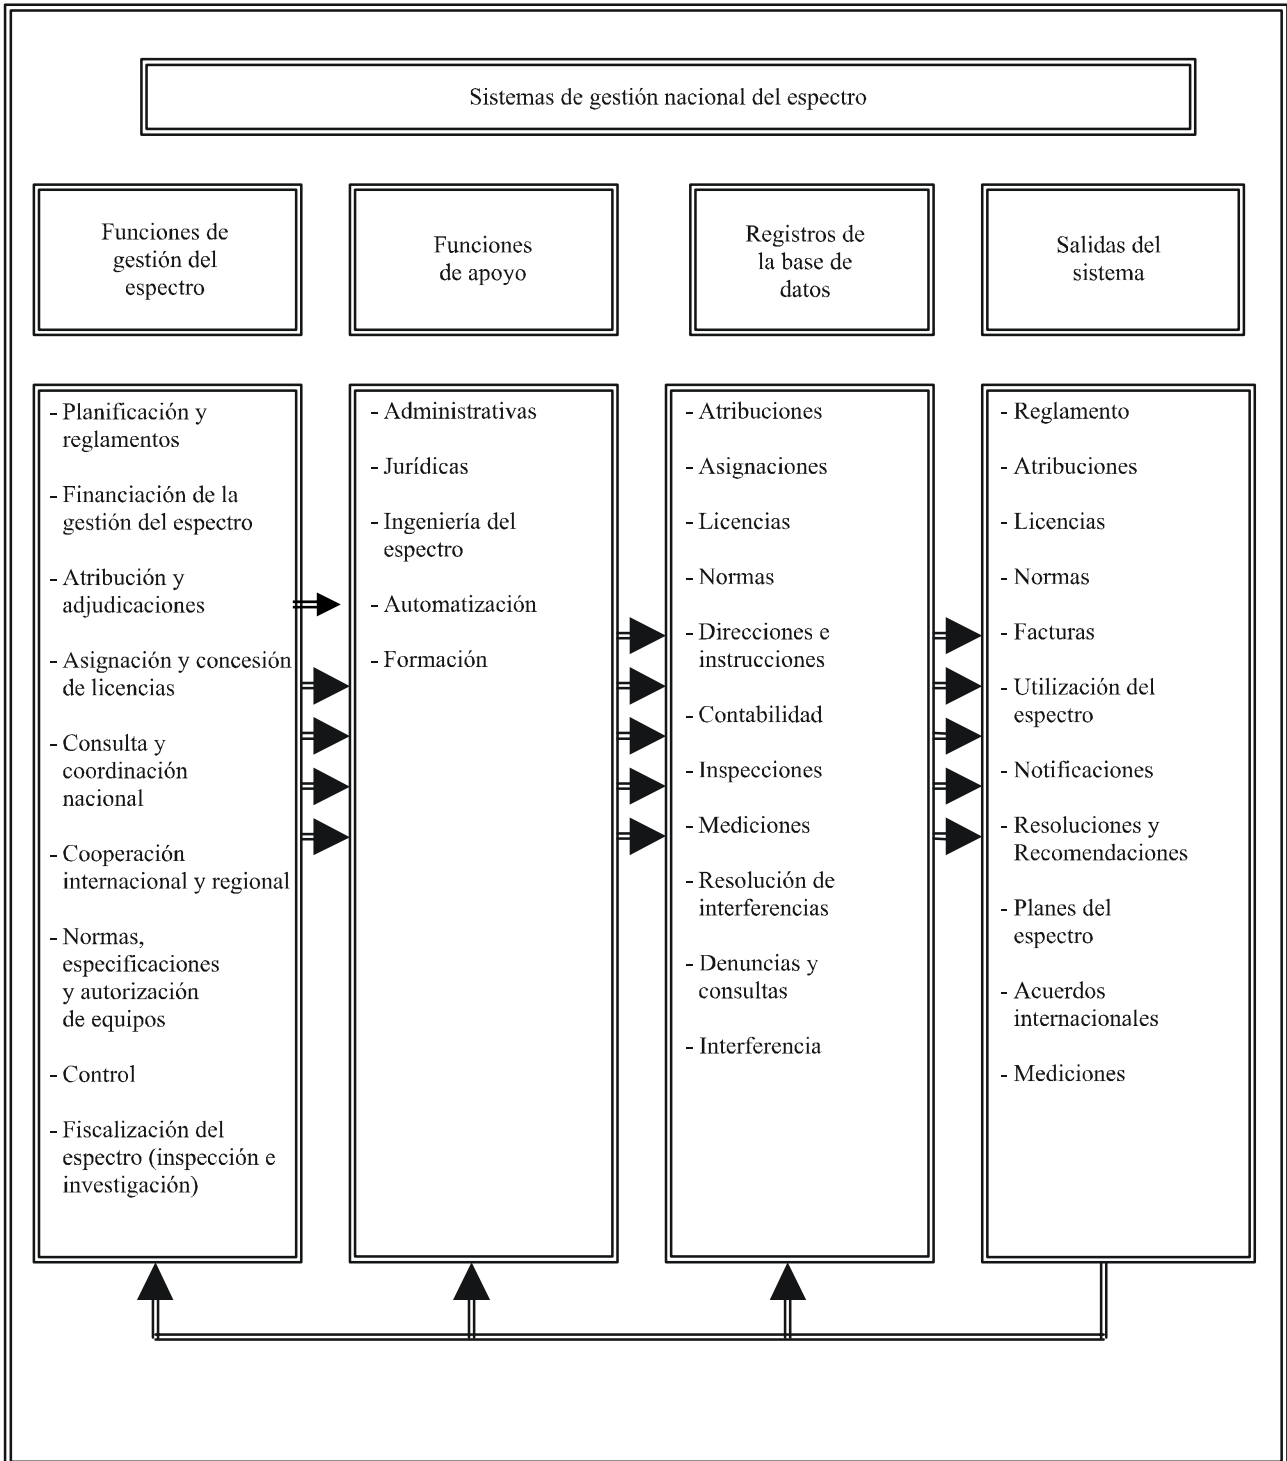 Sistemas de gestión nacional del espectro
Funciones de
gestión del
espectro
Funciones
de apoyo
Registros de
la base de
datos
Salidas del
sistema
- Planificación y
reglamentos
- Financiación de la
gestión del espectro
- Atribución y
adjudicaciones
- Asignación y concesión
de licencias
- Consulta y
coordinación
nacional
- Cooperación
internacional y regional
- Normas,
especificaciones
y autorización
de equipos
- Control
- Fiscalización del
espectro (inspección e
investigación)
- Administrativas
- Jurídicas
- Ingeniería del
espectro
- Automatización
- Formación
- Atribuciones
- Asignaciones
- Licencias
- Normas
- Direcciones e
instrucciones
- Contabilidad
- Inspecciones
- Mediciones
- Resolución de
interferencias
- Denuncias y
consultas
- Interferencia
- Reglamento
- Atribuciones
- Licencias
- Normas
- Facturas
- Utilización del
espectro
- Notificaciones
- Resoluciones y
Recomendaciones
- Planes del
espectro
- Acuerdos
internacionales
- Mediciones